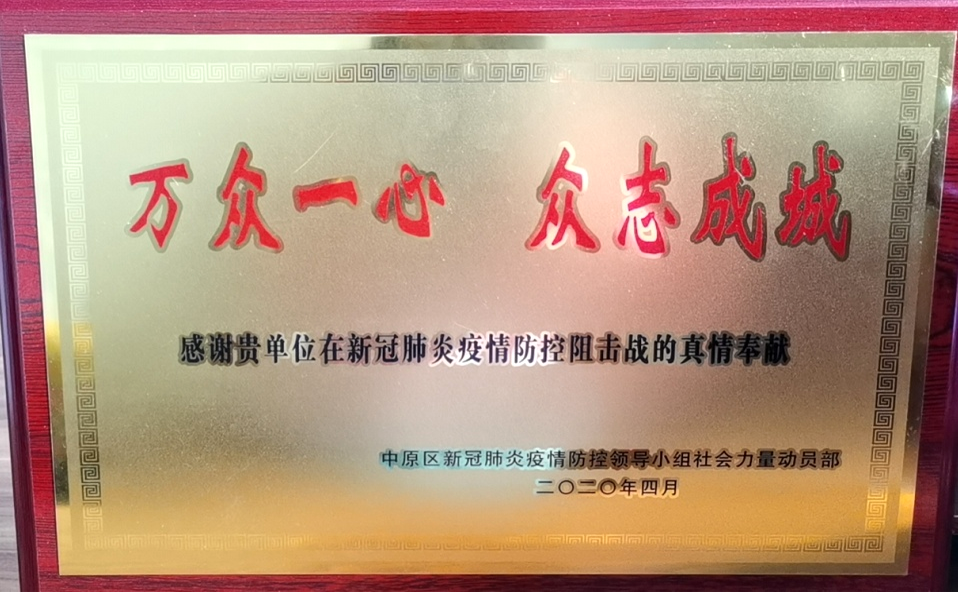 万众一心 众志成城
感谢贵单位在新冠肺炎疫情防控阻击战的真情奉献
中原区新冠肺炎疫情防控领导小组社会力量动员部
二〇二〇年四月